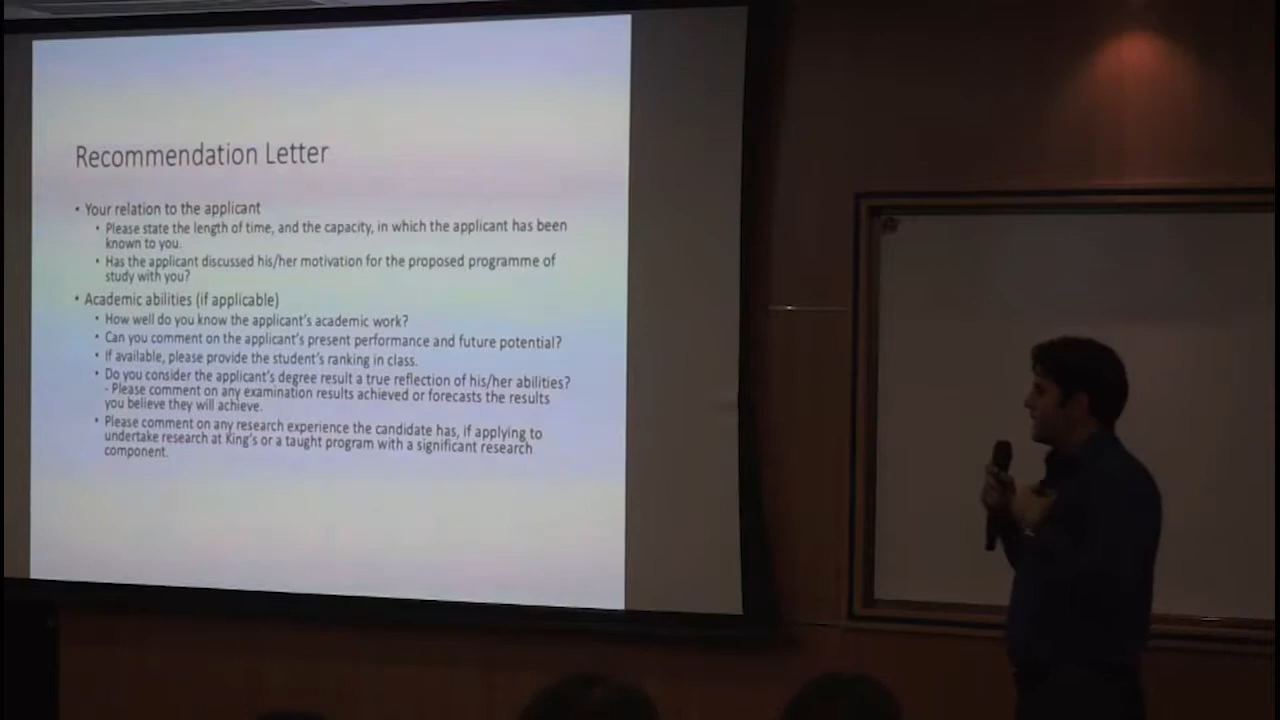 Recommendation Letter
• Your relation to the applicant
• Please state the length of time, and the capacity, in which the applicant has been
known to you.
• Has the applicant discussed his/her motivation for the proposed programme of
study with you?
• Academic abilities (if applicable)
• How well do you know the applicant's academic work?
• Can you comment on the applicant's present performance and future potential?
• If available, please provide the student's ranking in class.
• Do you consider the applicant's degree result a true reflection of his/her abilities?
- Please comment on any examination results achieved or forecasts the results
you believe they will achieve.
• Please comment on any research experience the candidate has, if applying to
undertake research at King's or a taught program with a significant research
component.